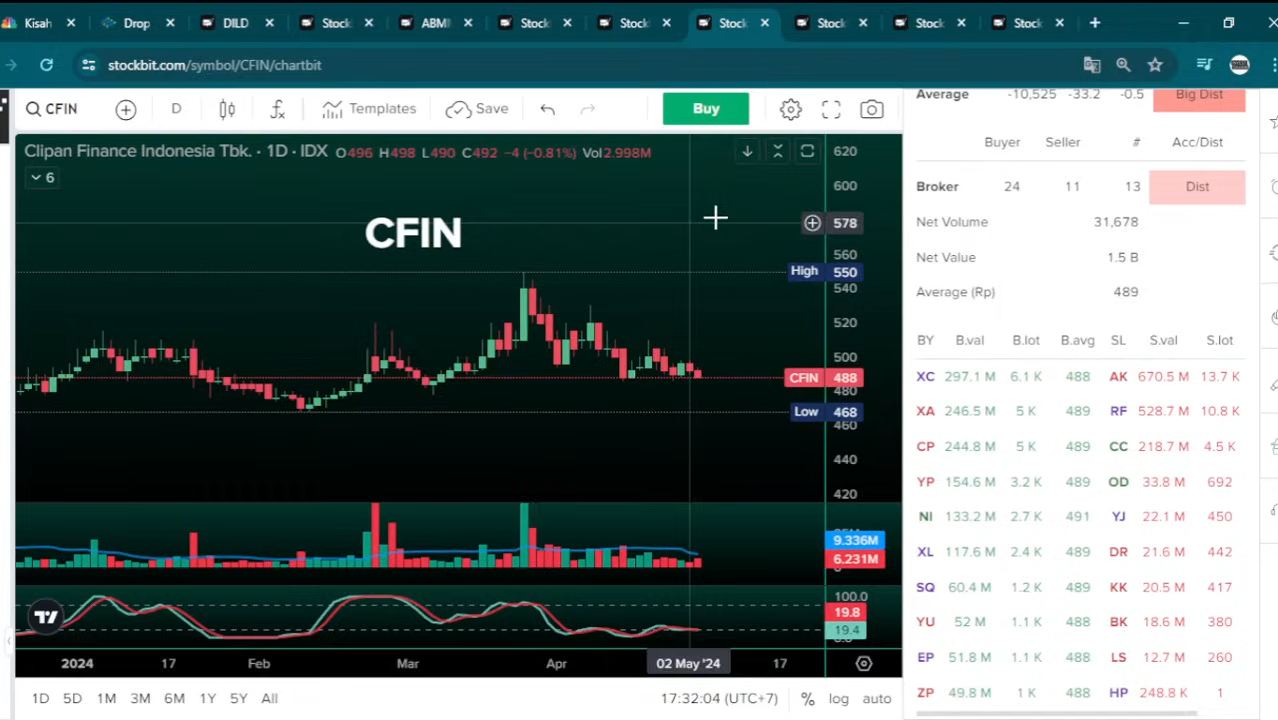 Kisah
Drop
DILD
Stock
ABMI
Stock
Stock
Stock
Stock
Stock
Stock
stockbit.com/symbol/CFIN/chartbit
CFIN
D
Templates
Save
Buy
Clipan Finance Indonesia Tbk. · 1D · IDX O496 H498 L490 C492 −4 (−0.81%) Vol2.998M
6
CFIN
620
600
578
560
High 550
540
520
500
CFIN 488
480
Low 468
460
440
420
9.336M
6.231M
100.0
19.8
19.4
2024 17 Feb Mar Apr 02 May '24 17
1D 5D 1M 3M 6M 1Y 5Y All
17:32:04 (UTC+7) % log auto
Average -10,525 -33.2 -0.5 Big Dist
Buyer Seller # Acc/Dist
Broker 24 11 13 Dist
Net Volume 31,678
Net Value 1.5 B
Average (Rp) 489
BY B.val B.lot B.avg SL S.val S.lot
XC 297.1 M 6.1 K 488 AK 670.5 M 13.7 K
XA 246.5 M 5 K 489 RF 528.7 M 10.8 K
CP 244.8 M 5 K 489 CC 218.7 M 4.5 K
YP 154.6 M 3.2 K 489 OD 33.8 M 692
NI 133.2 M 2.7 K 491 YJ 22.1 M 450
XL 117.6 M 2.4 K 489 DR 21.6 M 442
SQ 60.4 M 1.2 K 489 KK 20.5 M 417
YU 52 M 1.1 K 488 BK 18.6 M 380
EP 51.8 M 1.1 K 488 LS 12.7 M 260
ZP 49.8 M 1 K 488 HP 248.8 K 1